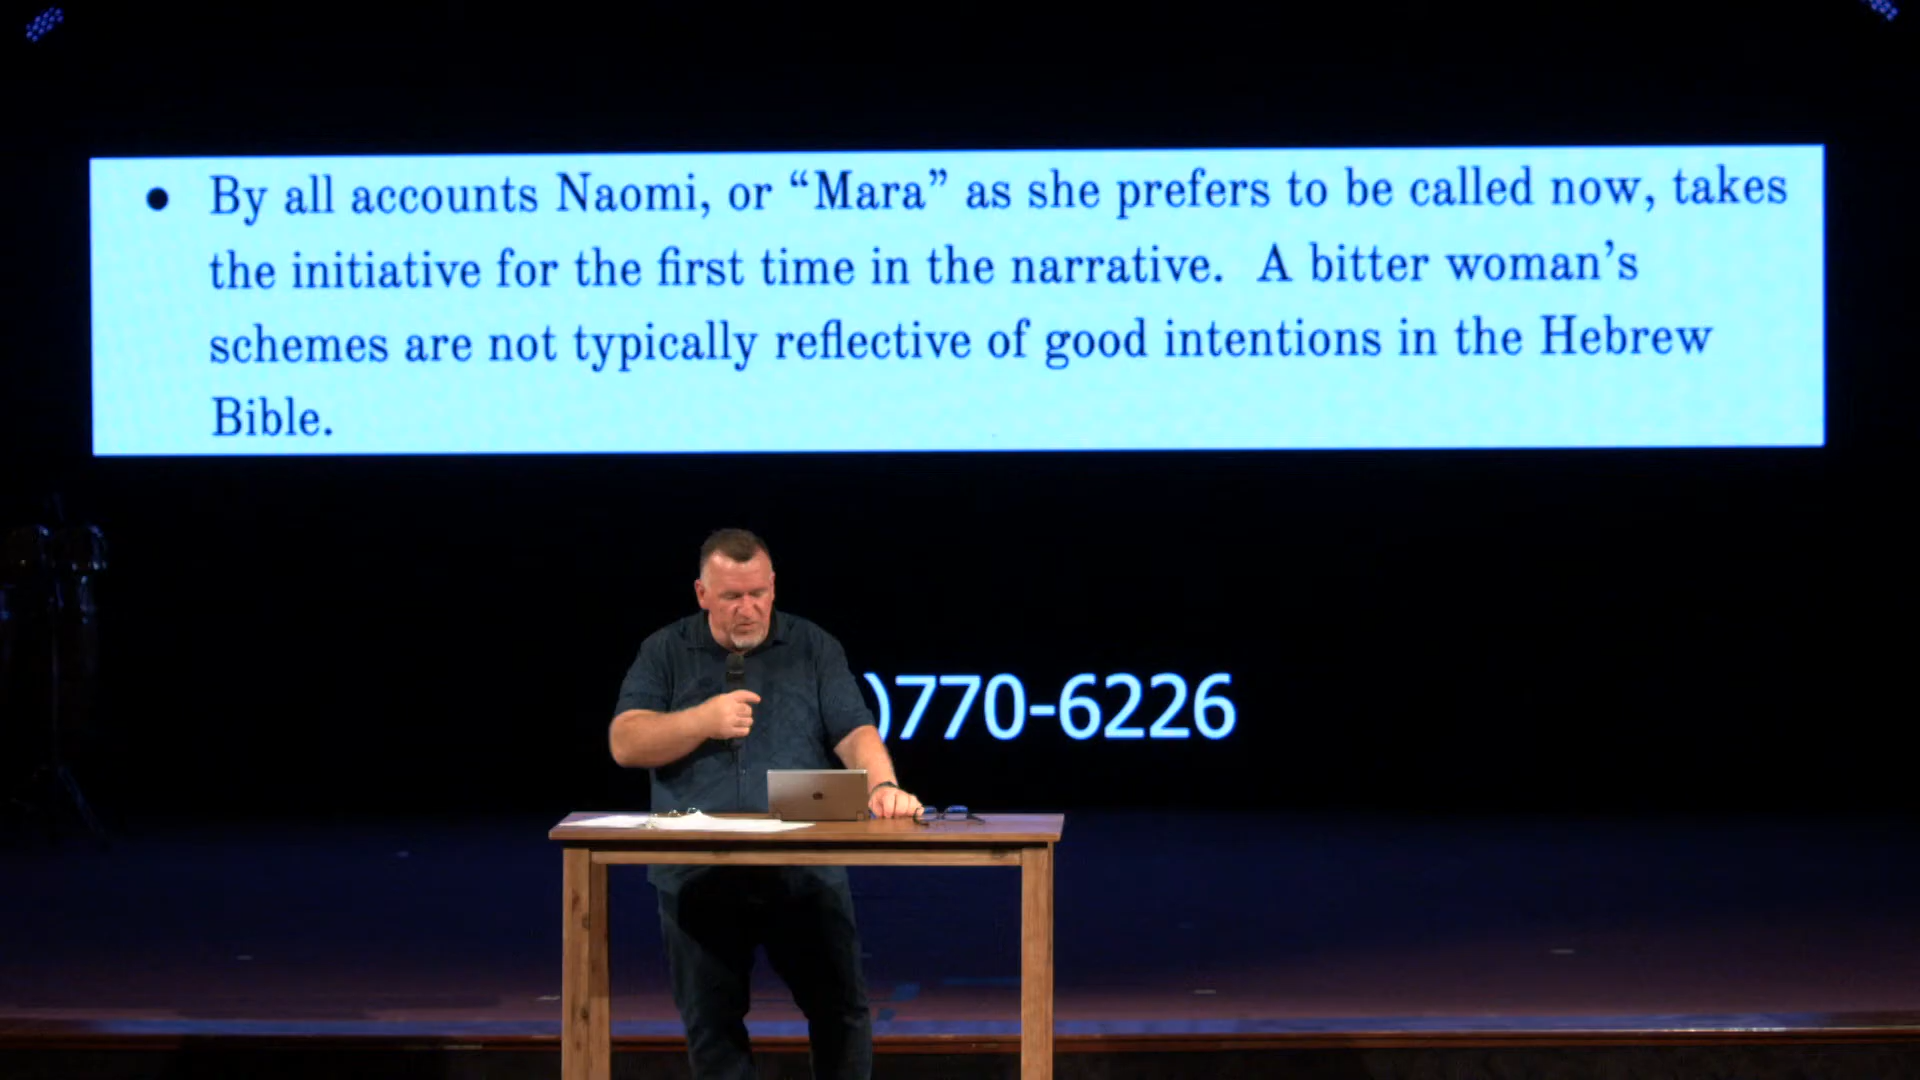 • By all accounts Naomi, or “Mara” as she prefers to be called now, takes
the initiative for the first time in the narrative.  A bitter woman’s
schemes are not typically reflective of good intentions in the Hebrew
Bible.
)770-6226